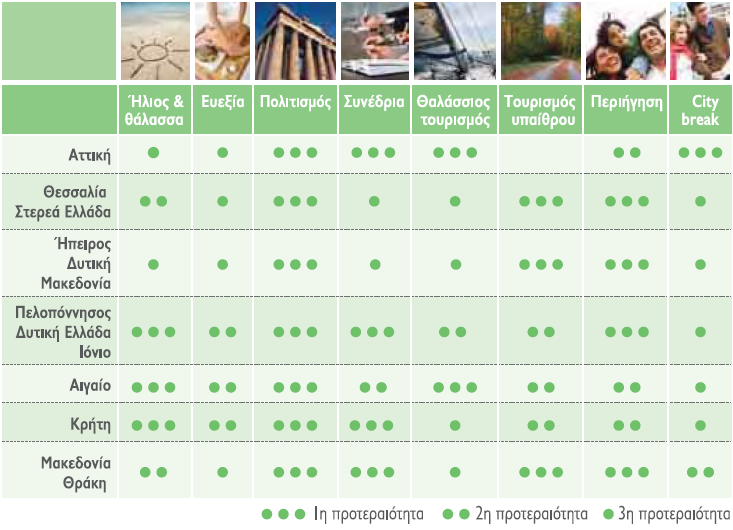 Ήλιος &
θάλασσα
Ευεξία
Πολιτισμός
Συνέδρια
Θαλάσσιος
τουρισμός
Τουρισμός
υπαίθρου
Περιήγηση
City
break
Αττική
Θεσσαλία
Στερεά Ελλάδα
Ήπειρος
Δυτική
Μακεδονία
Πελοπόννησος
Δυτική Ελλάδα
Ιόνιο
Αιγαίο
Κρήτη
Μακεδονία
Θράκη
1η προτεραιότητα 2η προτεραιότητα 3η προτεραιότητα